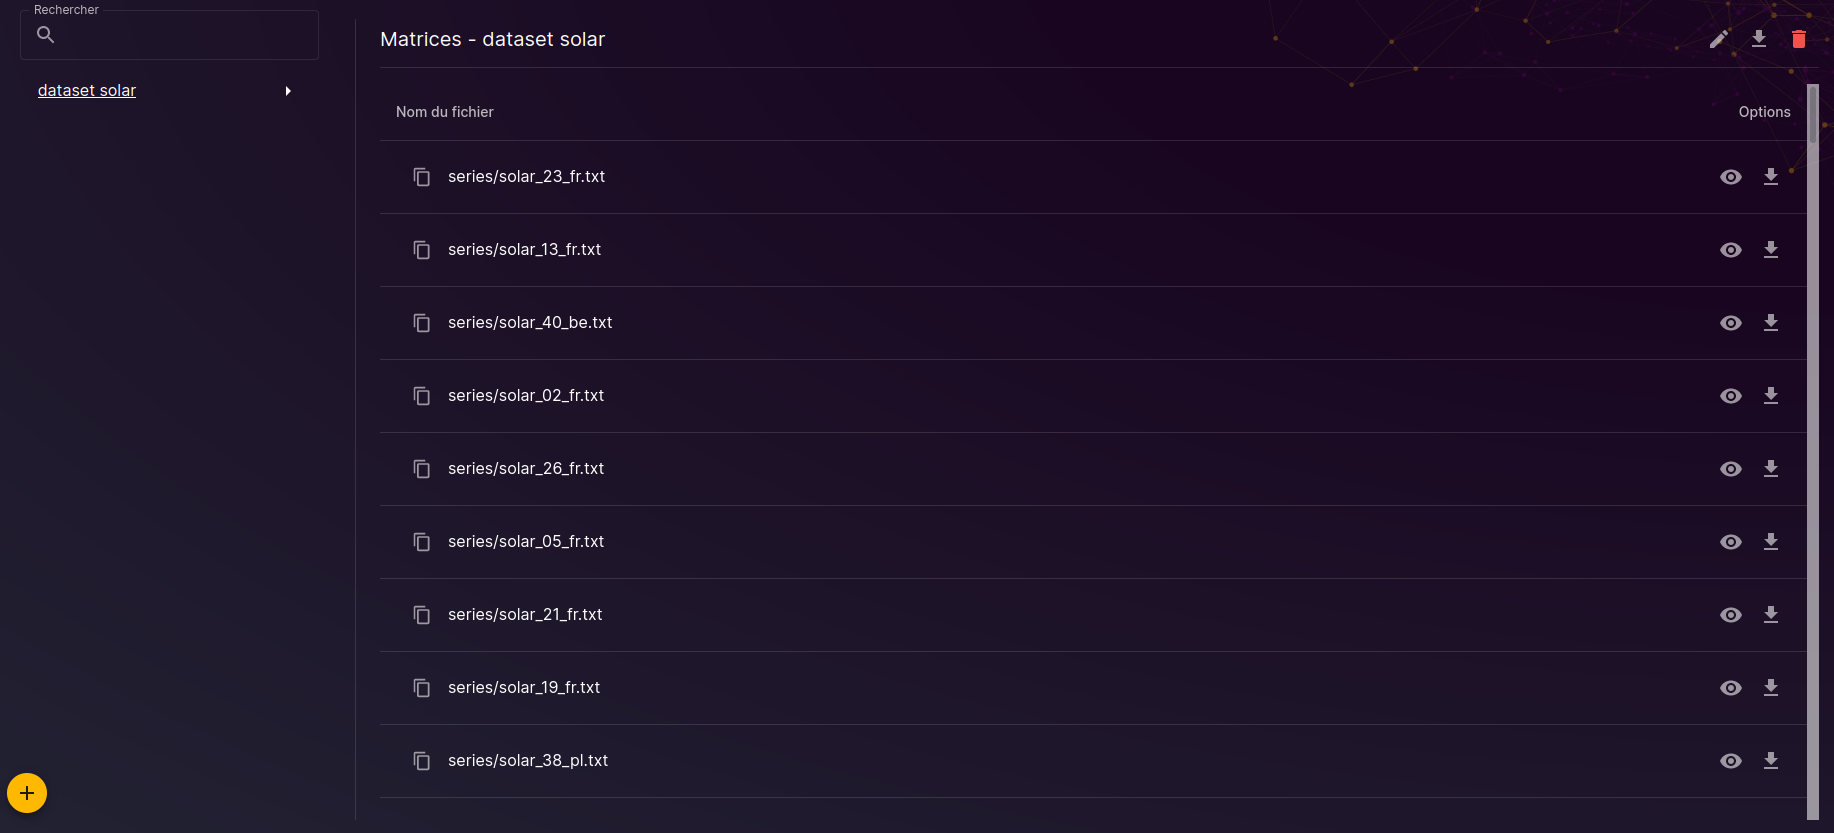 Rechercher
dataset solar
Matrices - dataset solar
Nom du fichier Options
series/solar_23_fr.txt
series/solar_13_fr.txt
series/solar_40_be.txt
series/solar_02_fr.txt
series/solar_26_fr.txt
series/solar_05_fr.txt
series/solar_21_fr.txt
series/solar_19_fr.txt
series/solar_38_pl.txt